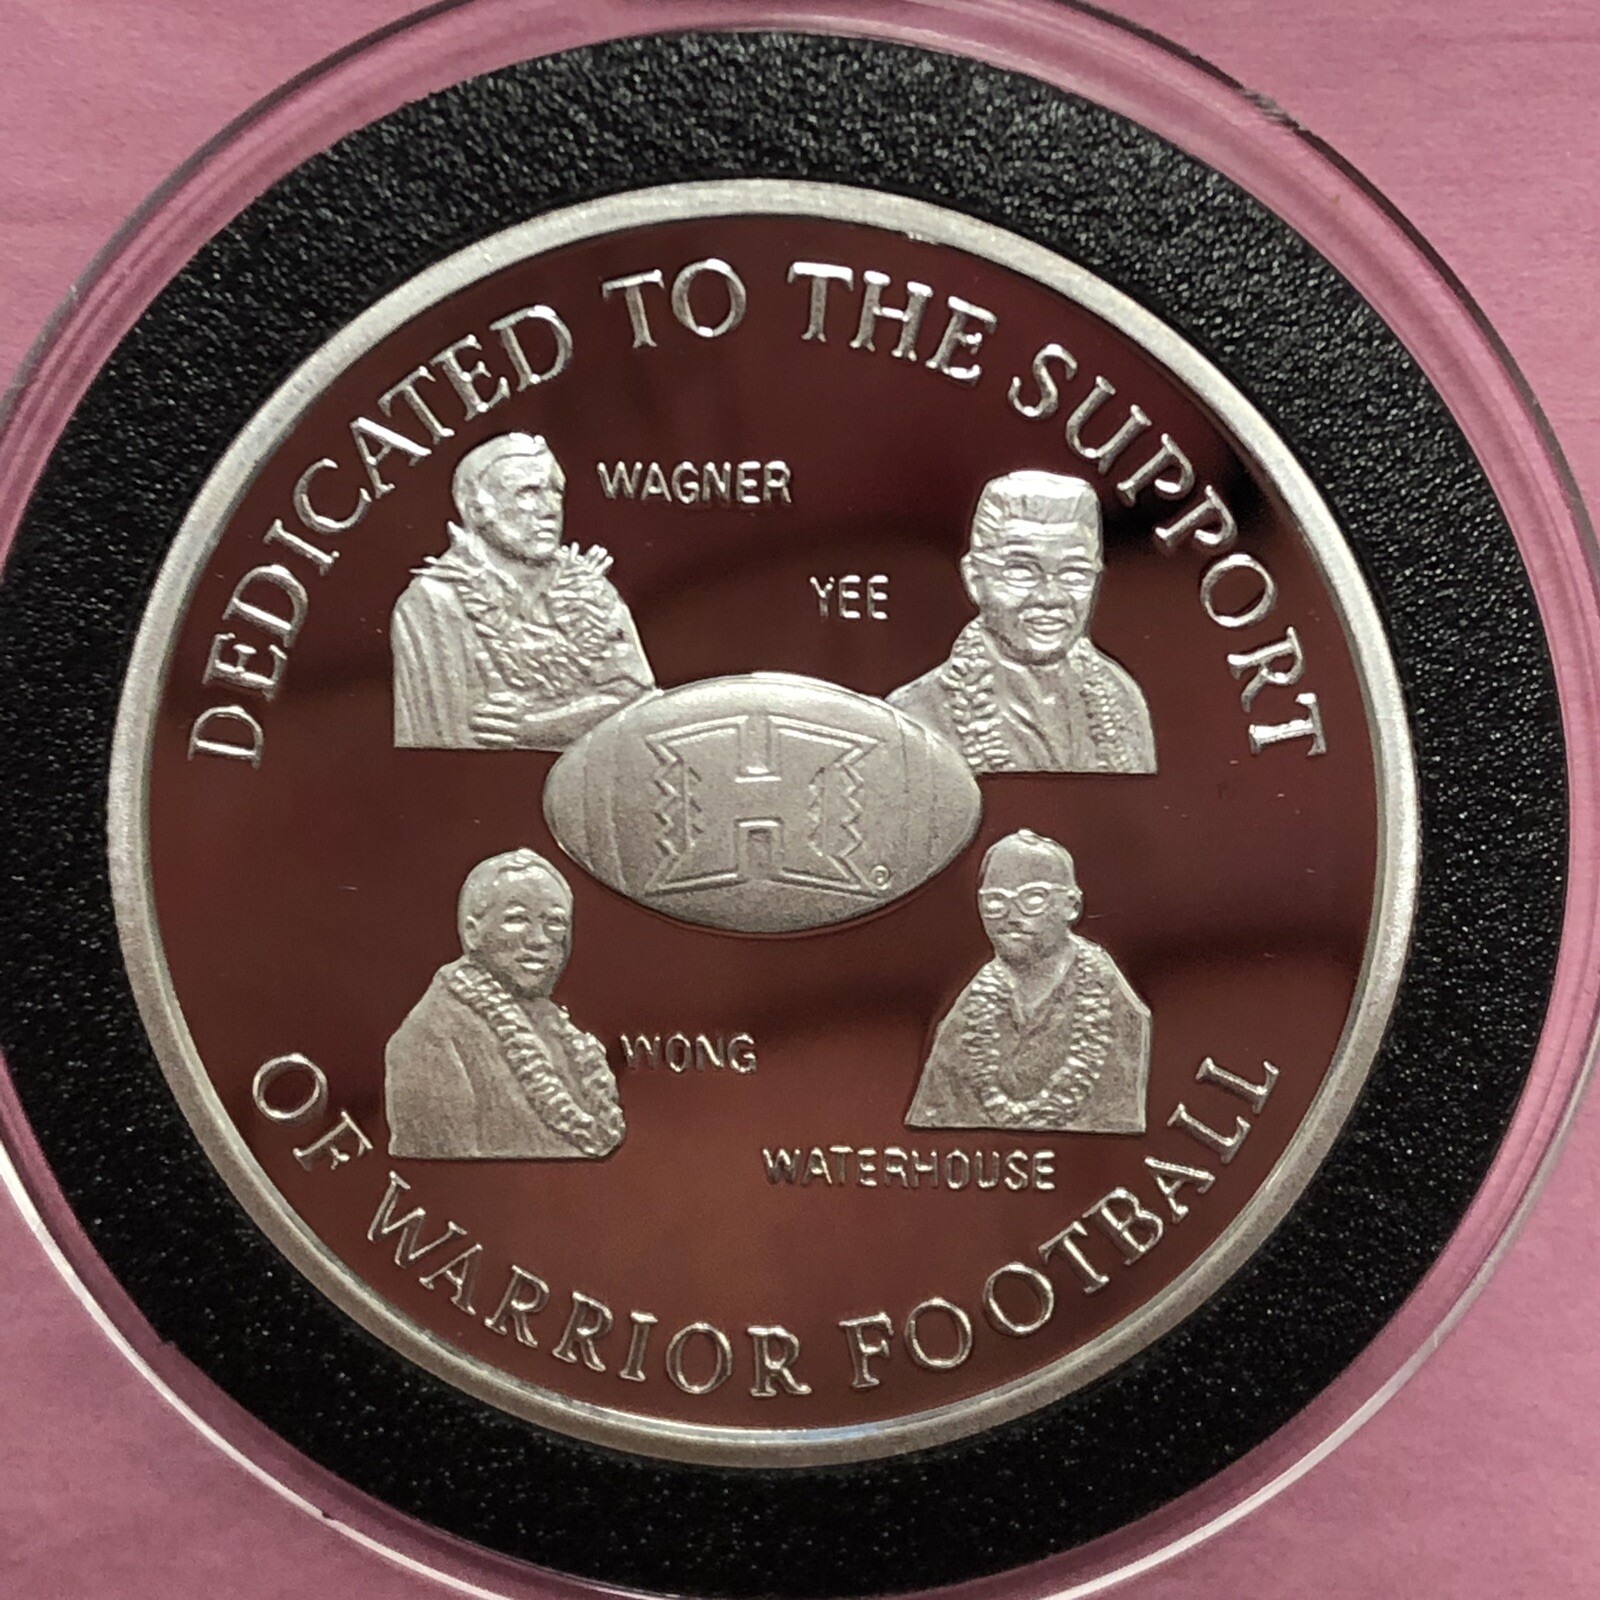 DEDICATED TO THE SUPPORT
WAGNER
YEE
H
®
WONG
WATERHOUSE
OF WARRIOR FOOTBALL